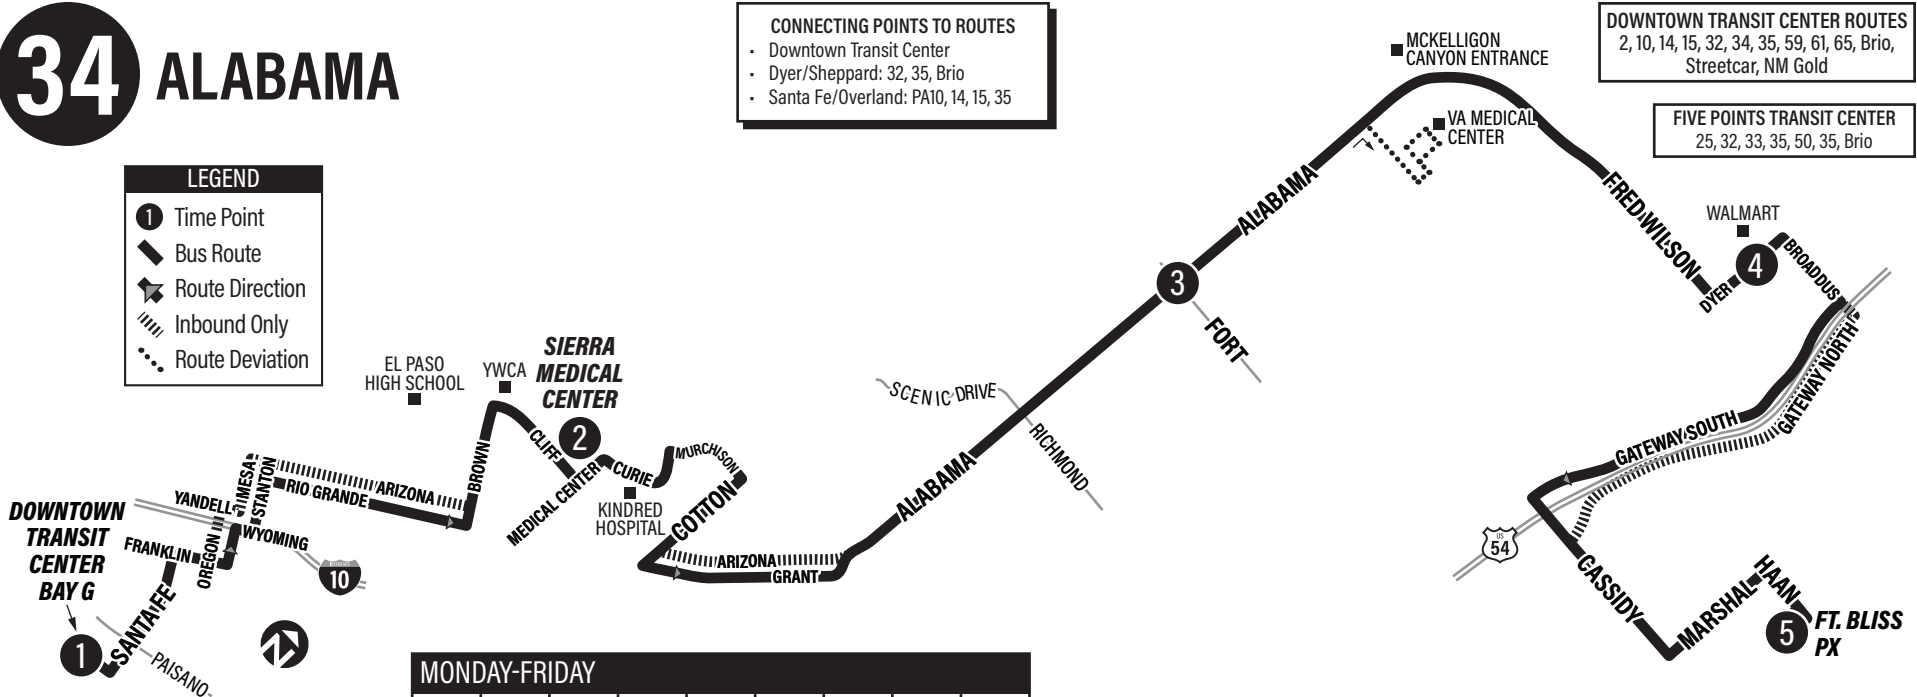 34 ALABAMA
CONNECTING POINTS TO ROUTES
• Downtown Transit Center
• Dyer/Sheppard: 32, 35, Brio
• Santa Fe/Overland: PA10, 14, 15, 35
DOWNTOWN TRANSIT CENTER ROUTES
2, 10, 14, 15, 32, 34, 35, 59, 61, 65, Brio,
Streetcar, NM Gold
FIVE POINTS TRANSIT CENTER
25, 32, 33, 35, 50, 35, Brio
LEGEND
1 Time Point
Bus Route
Route Direction
Inbound Only
Route Deviation
MCKELLIGON
CANYON ENTRANCE
VA MEDICAL
CENTER
ALABAMA
FRED WILSON
WALMART
4
DYER
BROADDUS
3
FORT
GATEWAY NORTH
GATEWAY SOUTH
SCENIC DRIVE
RICHMOND
ALABAMA
EL PASO
HIGH SCHOOL
YWCA
SIERRA
MEDICAL
CENTER
2
CLIFF
BROWN
MEDICAL CENTER
CURIE
MURCHISON
KINDRED
HOSPITAL
COTTON
ARIZONA
GRANT
MESA
STANTON
RIO GRANDE
ARIZONA
YANDELL
WYOMING
FRANKLIN
OREGON
10
DOWNTOWN
TRANSIT
CENTER
BAY G
1
SANTA FE
PAISANO
US
54
CASSIDY
MARSHAL
HAAN
5
FT. BLISS
PX
MONDAY-FRIDAY